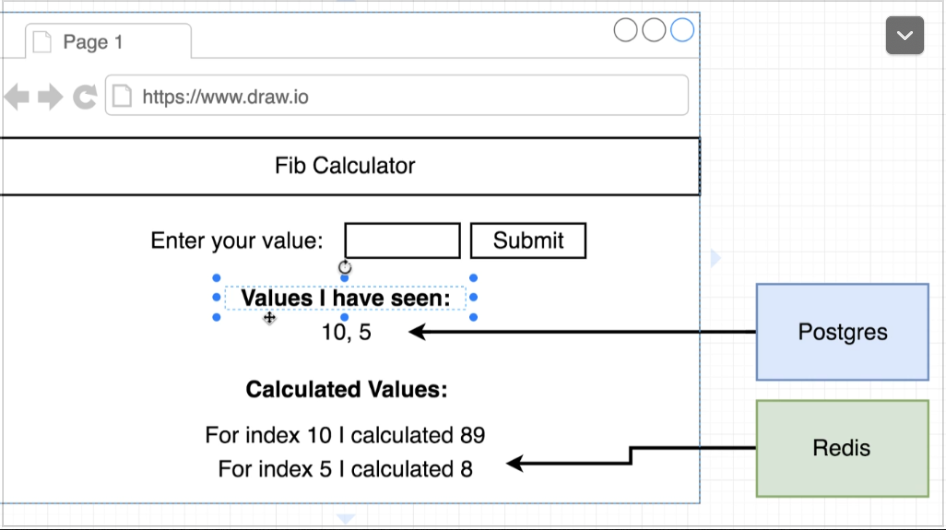 Page 1
https://www.draw.io
Fib Calculator
Enter your value: Submit
Values I have seen:
10, 5
Postgres
Calculated Values:
For index 10 I calculated 89
For index 5 I calculated 8
Redis